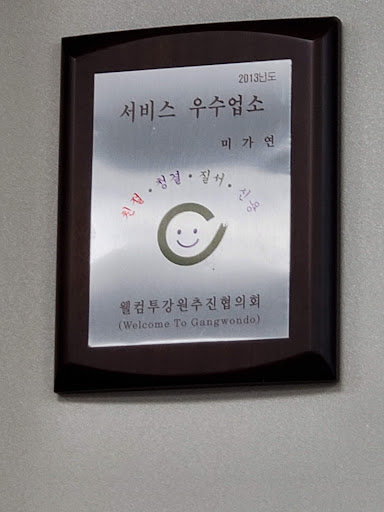 2013년도
서비스 우수업소
미가연
친절·청결·질서·신용
웰컴투강원추진협의회
(Welcome To Gangwondo)